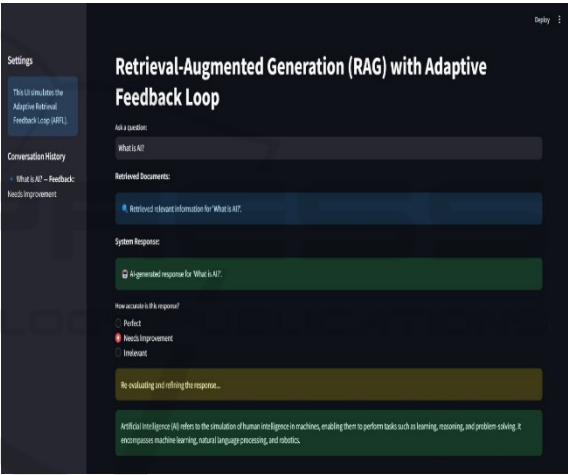 Deploy
Settings
This UI simulates the
Adaptive Retrieval
Feedback Loop (ARFL).
Conversation History
What is AI? – Feedback:
Needs Improvement
Retrieval-Augmented Generation (RAG) with Adaptive
Feedback Loop
Ask a question:
What is AI?
Retrieved Documents:
Retrieved relevant information for 'What is AI?'.
System Response:
AI-generated response for 'What is AI?'.
How accurate is this response?
Perfect
Needs Improvement
Irrelevant
Re-evaluating and refining the response...
Artificial Intelligence (AI) refers to the simulation of human intelligence in machines, enabling them to perform tasks such as learning, reasoning, and problem-solving. It
encompasses machine learning, natural language processing, and robotics.